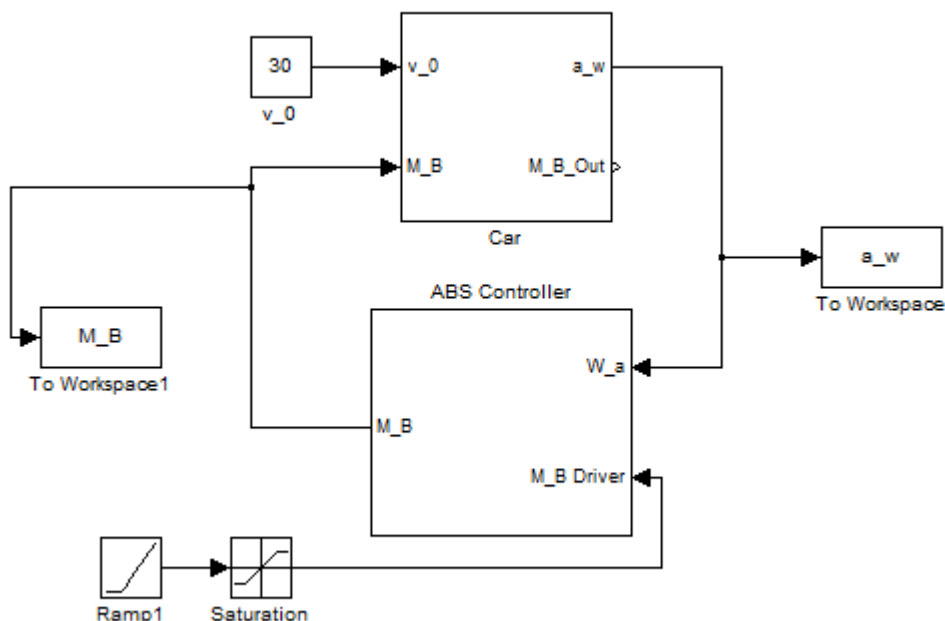 30
v_0
v_0
a_w
M_B
M_B_Out
Car
a_w
To Workspace
ABS Controller
M_B
To Workspace1
W_a
M_B
M_B Driver
Ramp1
Saturation